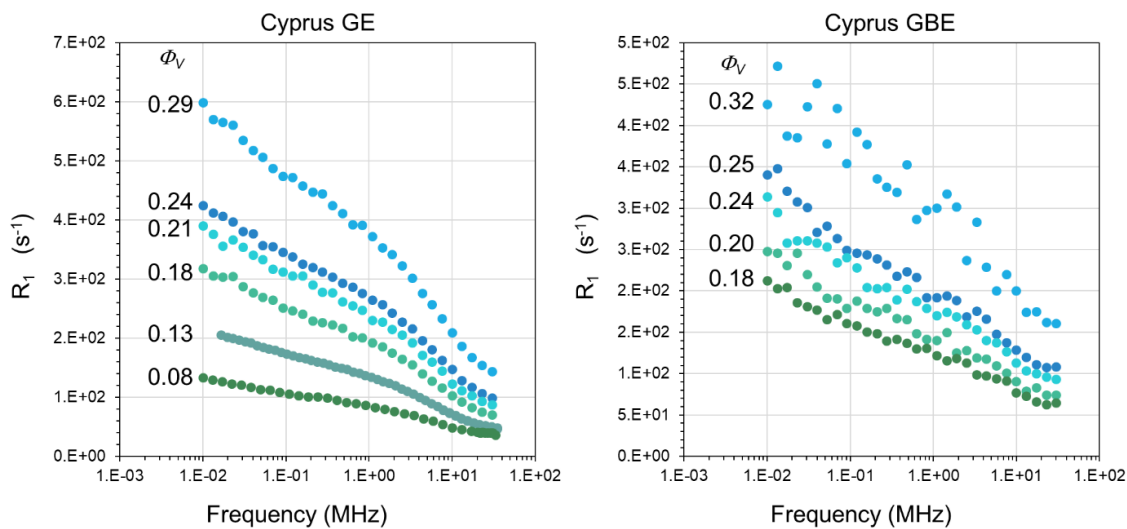 Cyprus GE
7.E+02
6.E+02
5.E+02
4.E+02
3.E+02
2.E+02
1.E+02
0.E+00
R1 (s-1)
ΦV
0.29
0.24
0.21
0.18
0.13
0.08
1.E-03
1.E-02
1.E-01
1.E+00
1.E+01
1.E+02
Frequency (MHz)
Cyprus GBE
5.E+02
5.E+02
4.E+02
4.E+02
3.E+02
3.E+02
2.E+02
2.E+02
1.E+02
5.E+01
0.E+00
R1 (s-1)
ΦV
0.32
0.25
0.24
0.20
0.18
1.E-03
1.E-02
1.E-01
1.E+00
1.E+01
1.E+02
Frequency (MHz)